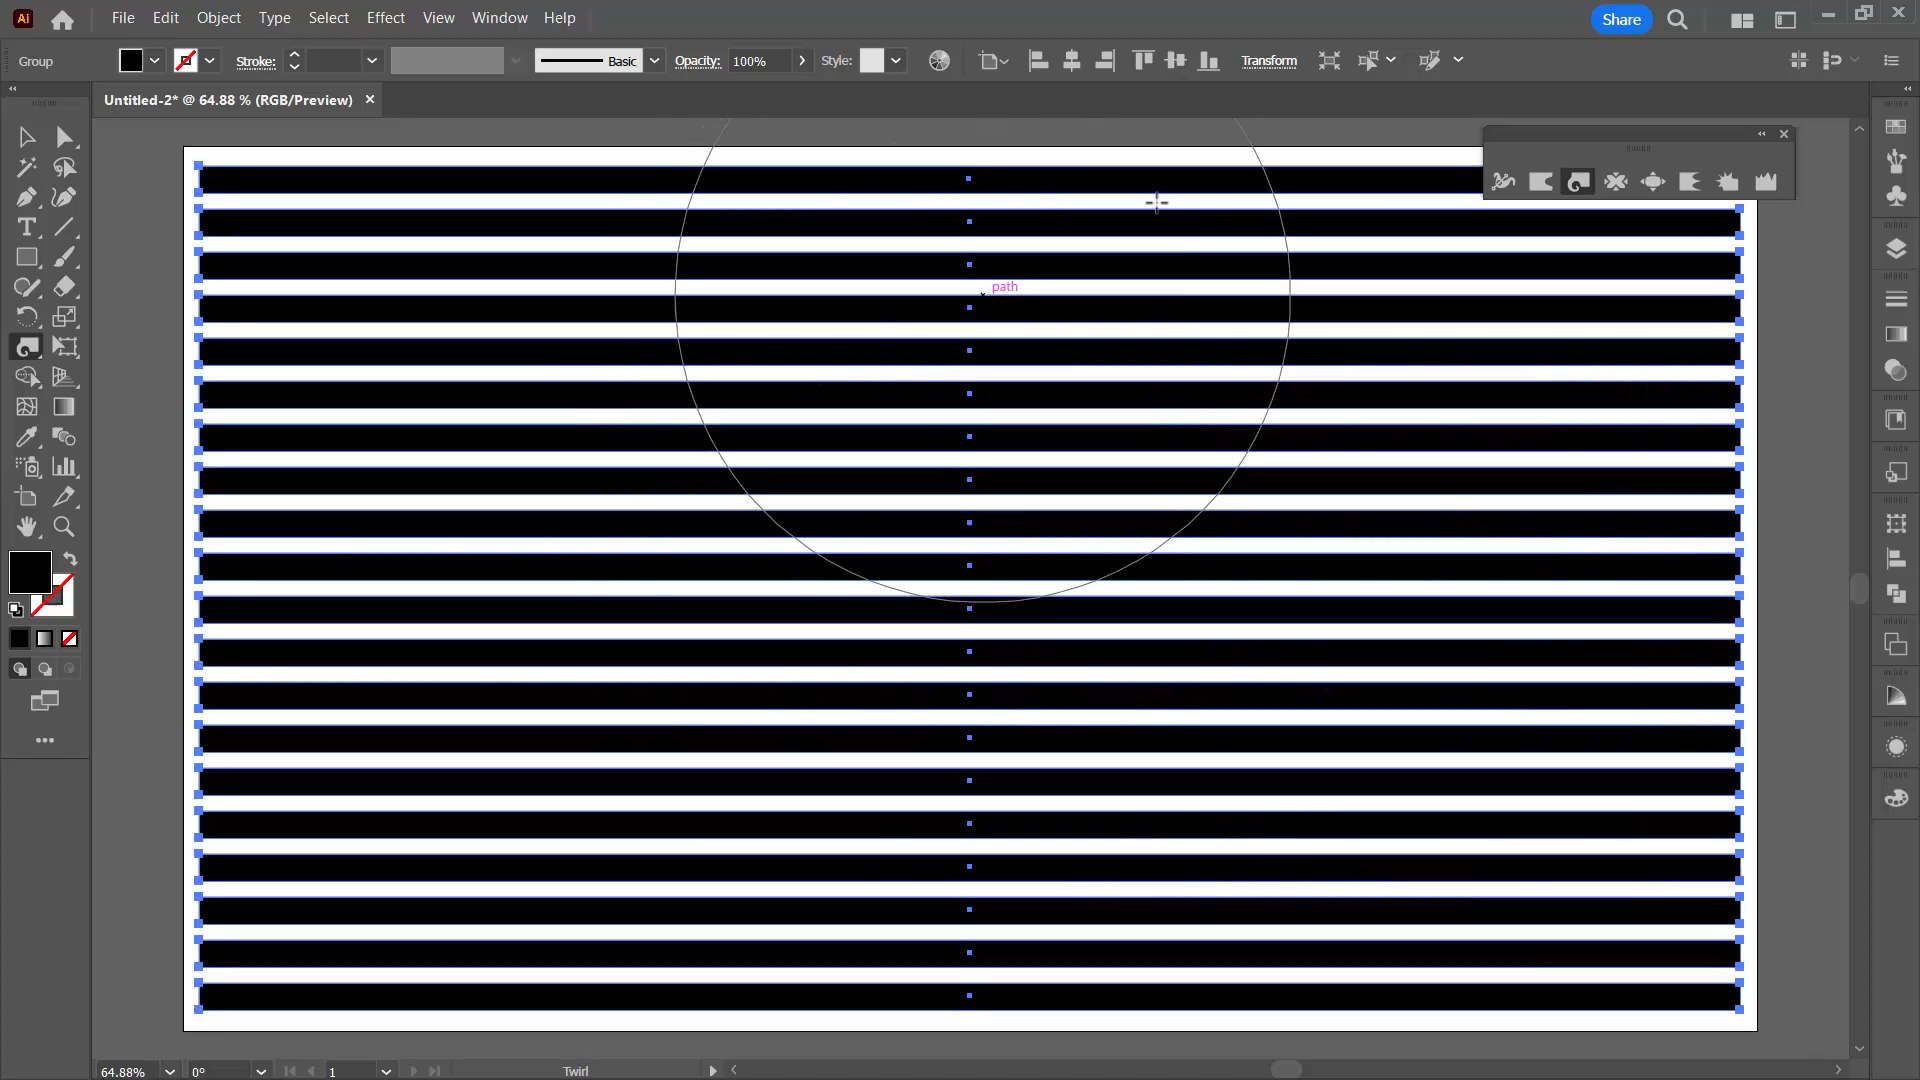 Ai File Edit Object Type Select Effect View Window Help Share
Group Stroke: Basic Opacity: 100% Style: Transform
Untitled-2* @ 64.88 % (RGB/Preview)
path
64.88% 0° 1 Twirl